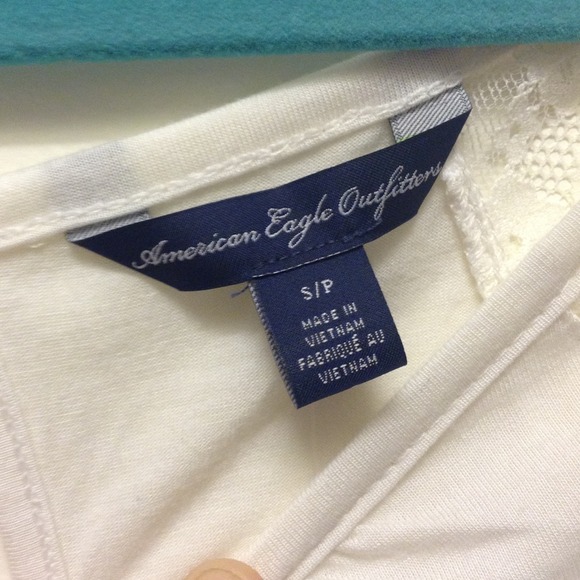 American Eagle Outfitters
S/P
MADE IN
VIETNAM
FABRIQUÉ AU
VIETNAM